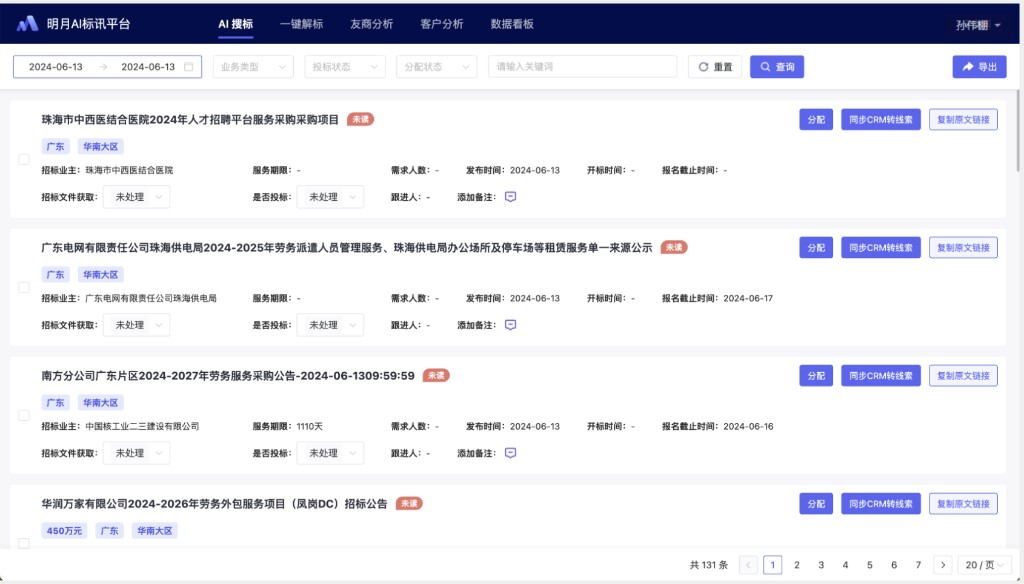 明月AI标讯平台 AI 搜标 一键解标 友商分析 客户分析 数据看板
2024-06-13 → 2024-06-13 业务类型 投标状态 分配状态 请输入关键词 重置 查询 导出
珠海市中西医结合医院2024年人才招聘平台服务采购采购项目 未读 分配 同步CRM转线索 复制原文链接
广东 华南大区
招标业主: 珠海市中西医结合医院 服务期限: - 需求人数: - 发布时间: 2024-06-13 开标时间: - 报名截止时间: -
招标文件获取: 未处理 是否投标: 未处理 跟进人: - 添加备注:
广东电网有限责任公司珠海供电局2024-2025年劳务派遣人员管理服务、珠海供电局办公场所及停车场等租赁服务单一来源公示 未读 分配 同步CRM转线索 复制原文链接
广东 华南大区
招标业主: 广东电网有限责任公司珠海供电局 服务期限: - 需求人数: - 发布时间: 2024-06-13 开标时间: - 报名截止时间: 2024-06-17
招标文件获取: 未处理 是否投标: 未处理 跟进人: - 添加备注:
南方分公司广东片区2024-2027年劳务服务采购公告-2024-06-1309:59:59 未读 分配 同步CRM转线索 复制原文链接
广东 华南大区
招标业主: 中国核工业二三建设有限公司 服务期限: 1110天 需求人数: - 发布时间: 2024-06-13 开标时间: - 报名截止时间: 2024-06-16
招标文件获取: 未处理 是否投标: 未处理 跟进人: - 添加备注:
华润万家有限公司2024-2026年劳务外包服务项目（凤岗DC）招标公告 未读 分配 同步CRM转线索 复制原文链接
450万元 广东 华南大区
共 131 条 < 1 2 3 4 5 6 7 > 20 / 页